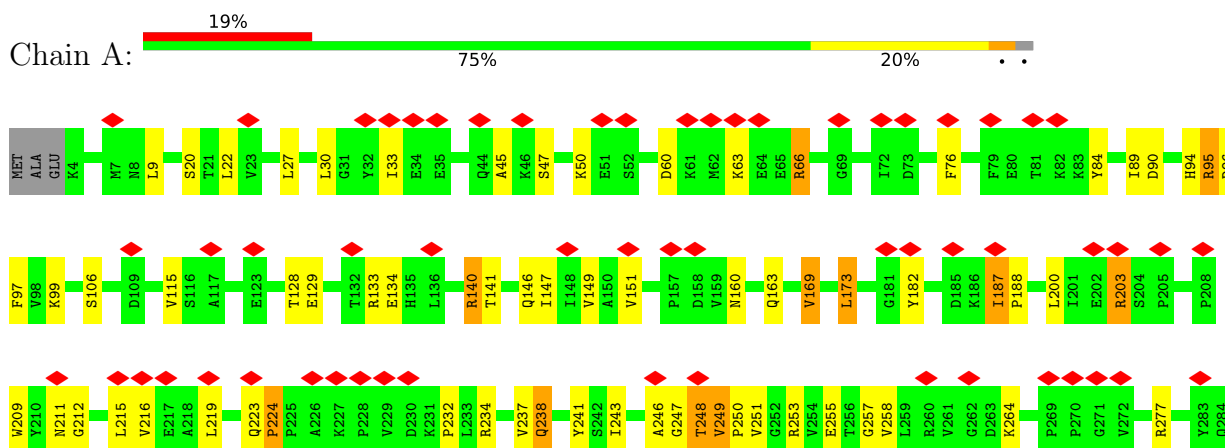 19%
Chain A:
75% 20% • •
MET ALA GLU K4 M7 N8 L9 S20 T21 L22 V23 L27 L30 G31 Y32 I33 E34 E35 Q44 A45 K46 S47 K50 E51 S52 D60 K61 M62 K63 E64 E65 R66 G69 I72 D73 F76 F79 E80 T81 K82 K83 Y84 I89 D90 H94 R95
F97 V98 K99 S106 D109 V115 S116 A117 E123 T128 E129 T132 R133 E134 H135 L136 R140 T141 Q146 I147 I148 V149 A150 V151 P157 D158 V159 N160 Q163 V169 L173 G181 Y182 D185 K186 I187 P188 L200 I201 E202 R203 S204 P205 P208
W209 Y210 N211 G212 L215 V216 E217 A218 L219 Q223 P224 P225 A226 K227 P228 V229 D230 K231 P232 L233 R234 V237 Q238 Y241 S242 I243 A246 G247 I248 V249 P250 V251 G252 R253 V254 E255 T256 G257 V258 L259 R260 V261 G262 D263 K264 P269 P270 G271 V272 R277 Y283